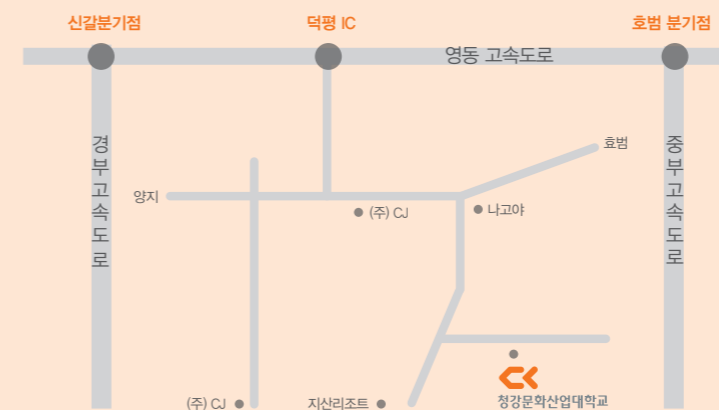 신갈분기점
덕평 IC
호범 분기점
영동 고속도로
경부고속도로
중부고속도로
효범
양지
(주) CJ
나고야
(주) CJ
지산리조트
청강문화산업대학교